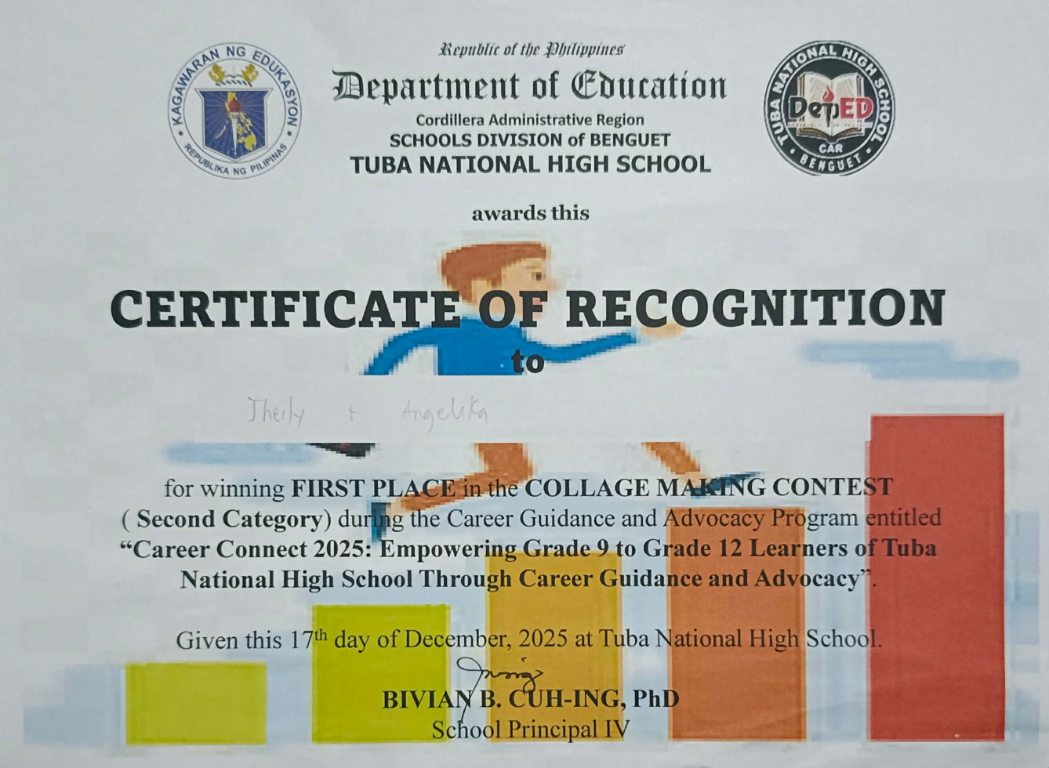 Republic of the Philippines
Department of Education
Cordillera Administrative Region
SCHOOLS DIVISION of BENGUET
TUBA NATIONAL HIGH SCHOOL
KAGAWARAN NG EDUKASYON
REPUBLIKA NG PILIPINAS
TUBA NATIONAL HIGH SCHOOL
DepED
CAR
BENGUET
awards this
CERTIFICATE OF RECOGNITION
to
+ Angelika
for winning FIRST PLACE in the COLLAGE MAKING CONTEST
( Second Category) during the Career Guidance and Advocacy Program entitled
“Career Connect 2025: Empowering Grade 9 to Grade 12 Learners of Tuba
National High School Through Career Guidance and Advocacy”.
Given this 17th day of December, 2025 at Tuba National High School.
BIVIAN B. CUH-ING, PhD
School Principal IV